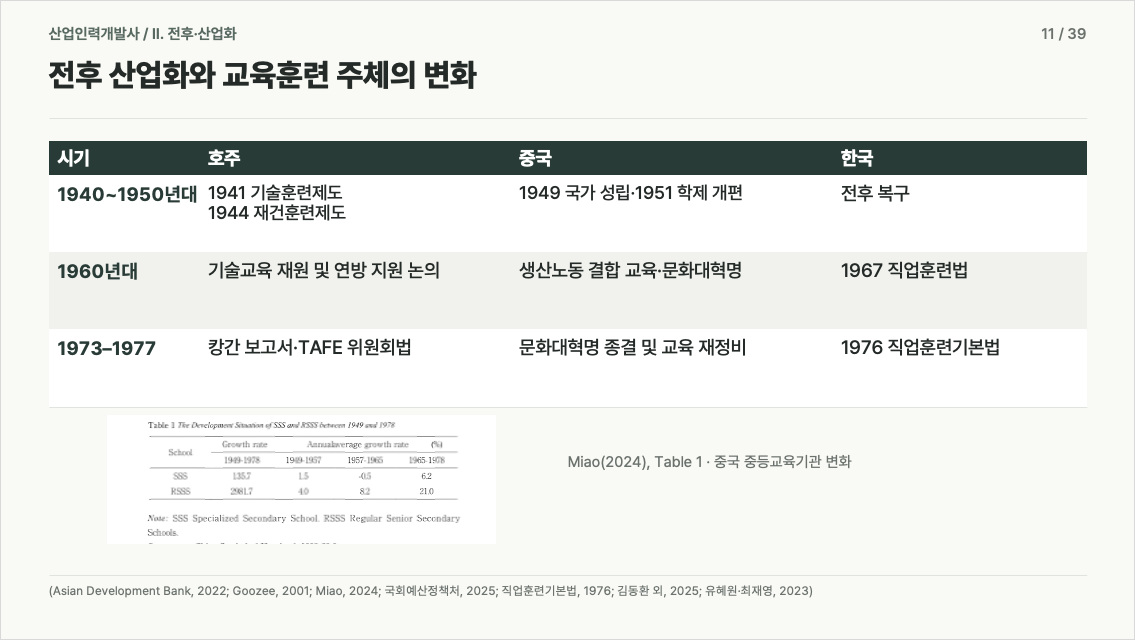 산업인력개발사 / II. 전후·산업화
11 / 39
전후 산업화와 교육훈련 주체의 변화
시기 호주 중국 한국
1940~1950년대 1941 기술훈련제도 1949 국가 성립·1951 학제 개편 전후 복구
1944 재건훈련제도
1960년대 기술교육 재원 및 연방 지원 논의 생산노동 결합 교육·문화대혁명 1967 직업훈련법
1973–1977 캉간 보고서·TAFE 위원회법 문화대혁명 종결 및 교육 재정비 1976 직업훈련기본법
Table 1 The Development Situation of SSS and RSSS between 1949 and 1978
School Growth rate Annualaverage growth rate (%)
1949-1978 1949-1957 1957-1965 1965-1978
SSS 135.7 1.5 -0.5 6.2
RSSS 2981.7 4.0 8.2 21.0
Note: SSS Specialized Secondary School. RSSS Regular Senior Secondary
Schools.
Miao(2024), Table 1 · 중국 중등교육기관 변화
(Asian Development Bank, 2022; Goozee, 2001; Miao, 2024; 국회예산정책처, 2025; 직업훈련기본법, 1976; 김동환 외, 2025; 유혜원·최재영, 2023)